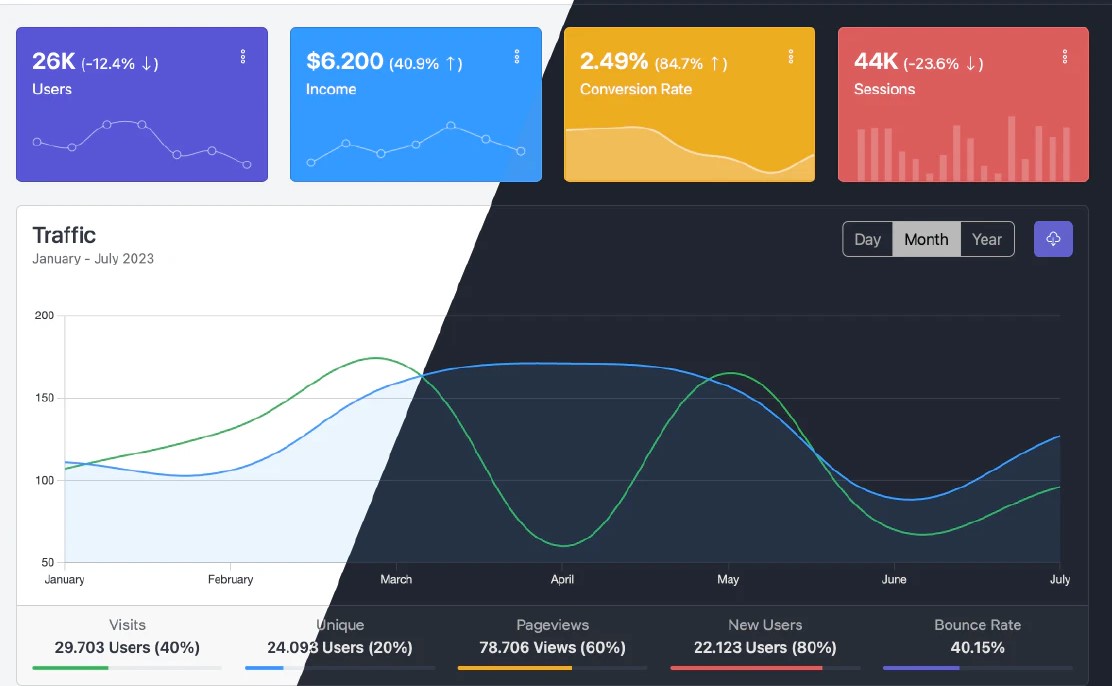 26K (-12.4% ↓)
Users
$6.200 (40.9% ↑)
Income
2.49% (84.7% ↑)
Conversion Rate
44K (-23.6% ↓)
Sessions
Traffic
January - July 2023
Day Month Year
200
150
100
50
January February March April May June July
Visits
29.703 Users (40%)
Unique
24.093 Users (20%)
Pageviews
78.706 Views (60%)
New Users
22.123 Users (80%)
Bounce Rate
40.15%